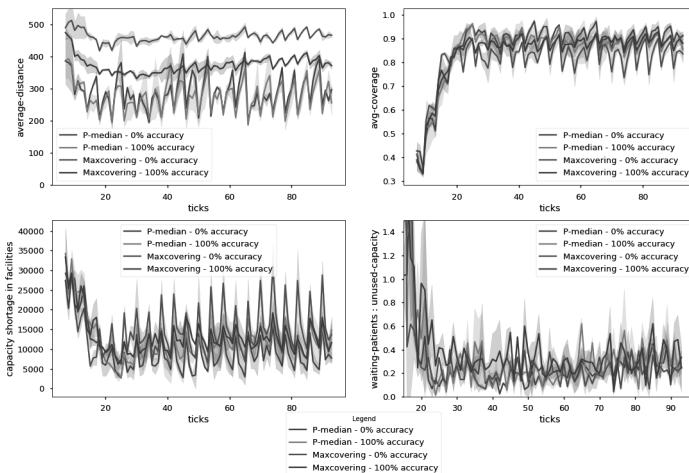 500
400
300
200
100
0
average-distance
P-median - 0% accuracy
P-median - 100% accuracy
Maxcovering - 0% accuracy
Maxcovering - 100% accuracy
20 40 60 80
ticks
1.0
0.9
0.8
0.7
0.6
0.5
0.4
0.3
avg-coverage
P-median - 0% accuracy
P-median - 100% accuracy
Maxcovering - 0% accuracy
Maxcovering - 100% accuracy
0 20 40 60 80
ticks
40000
35000
30000
25000
20000
15000
10000
5000
0
capacity shortage in facilities
P-median - 0% accuracy
P-median - 100% accuracy
Maxcovering - 0% accuracy
Maxcovering - 100% accuracy
20 40 60 80
ticks
1.4
1.2
1.0
0.8
0.6
0.4
0.2
0.0
waiting-patients : unused-capacity
P-median - 0% accuracy
P-median - 100% accuracy
Maxcovering - 0% accuracy
Maxcovering - 100% accuracy
20 30 40 50 60 70 80 90
ticks
Legend
P-median - 0% accuracy
P-median - 100% accuracy
Maxcovering - 0% accuracy
Maxcovering - 100% accuracy